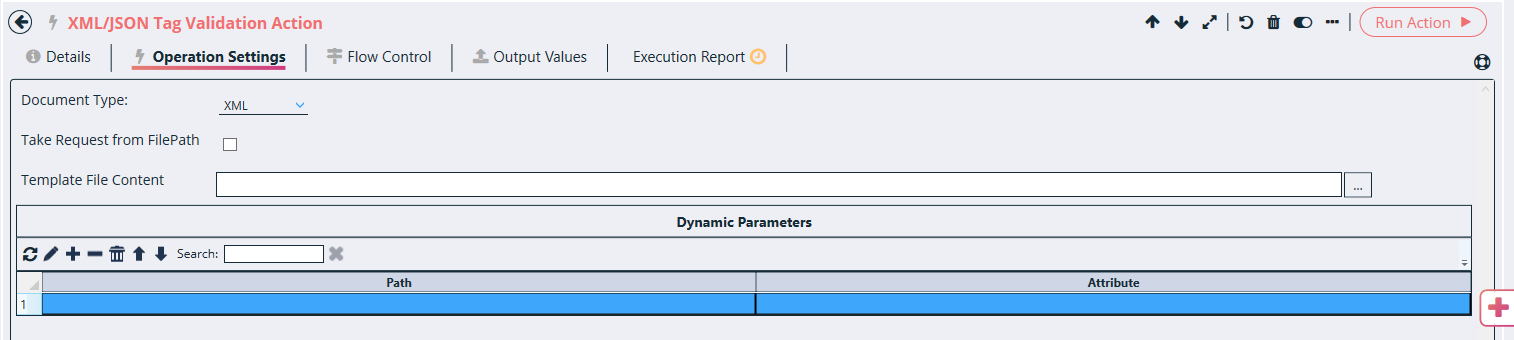 XML/JSON Tag Validation Action
Run Action
Details
Operation Settings
Flow Control
Output Values
Execution Report
Document Type:
XML
Take Request from FilePath
Template File Content
...
Dynamic Parameters
Search:
Path
Attribute
1